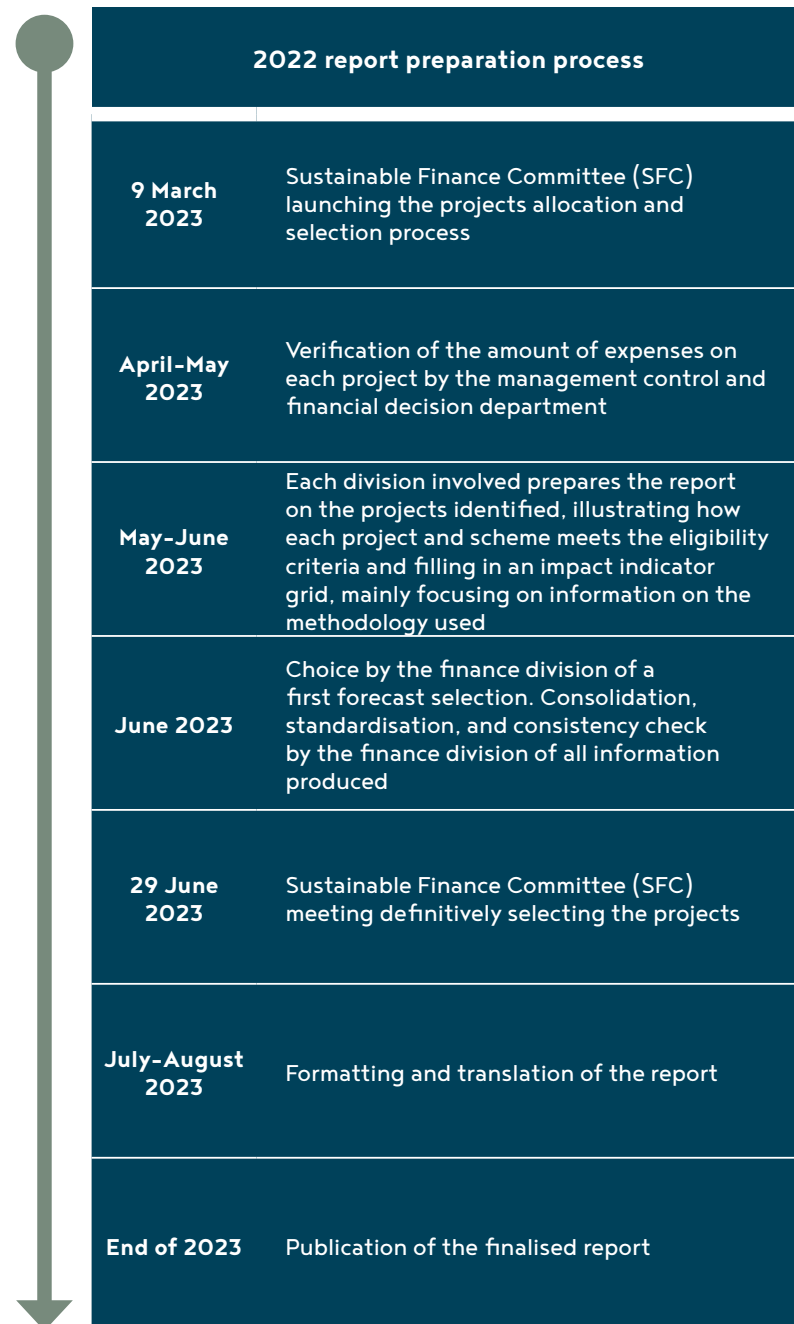 2022 report preparation process
9 March
2023
Sustainable Finance Committee (SFC)
launching the projects allocation and
selection process
April-May
2023
Verification of the amount of expenses on
each project by the management control and
financial decision department
May-June
2023
Each division involved prepares the report
on the projects identified, illustrating how
each project and scheme meets the eligibility
criteria and filling in an impact indicator
grid, mainly focusing on information on the
methodology used
June 2023
Choice by the finance division of a
first forecast selection. Consolidation,
standardisation, and consistency check
by the finance division of all information
produced
29 June
2023
Sustainable Finance Committee (SFC)
meeting definitively selecting the projects
July-August
2023
Formatting and translation of the report
End of 2023
Publication of the finalised report